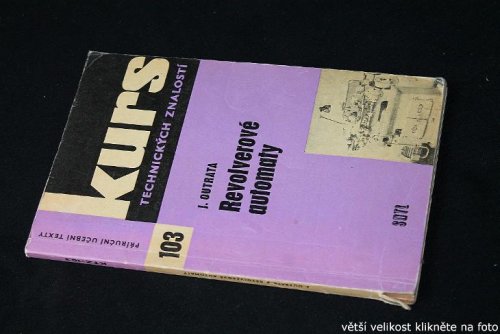 kurs
TECHNICKÝCH ZNALOSTÍ
J. OUTRATA
Revolverové
automaty
SNTL
103
PŘÍRUČNÍ UČEBNÍ TEXTY
větší velikost klikněte na foto